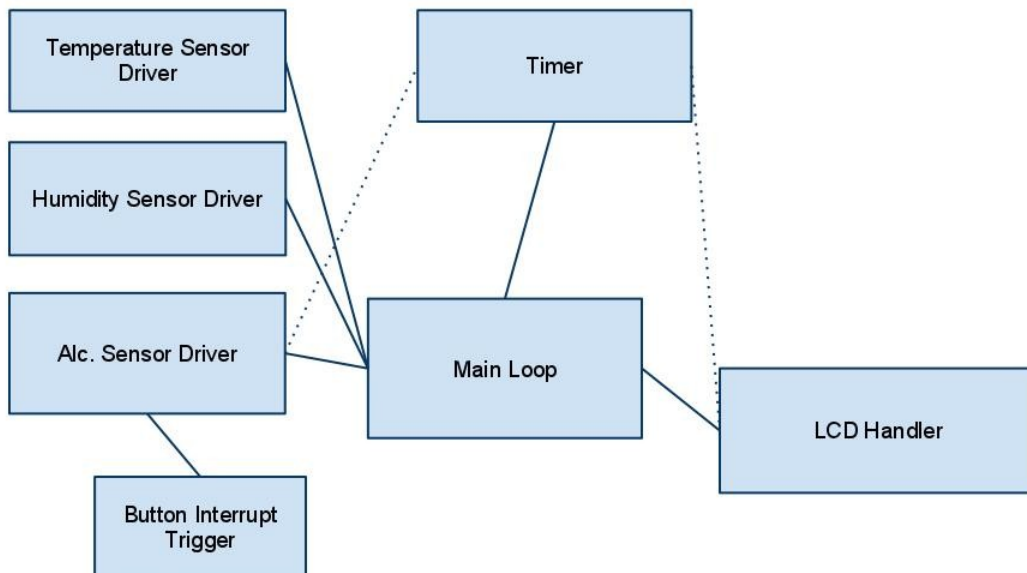 Temperature Sensor
Driver
Timer
Humidity Sensor Driver
Alc. Sensor Driver
Main Loop
LCD Handler
Button Interrupt
Trigger